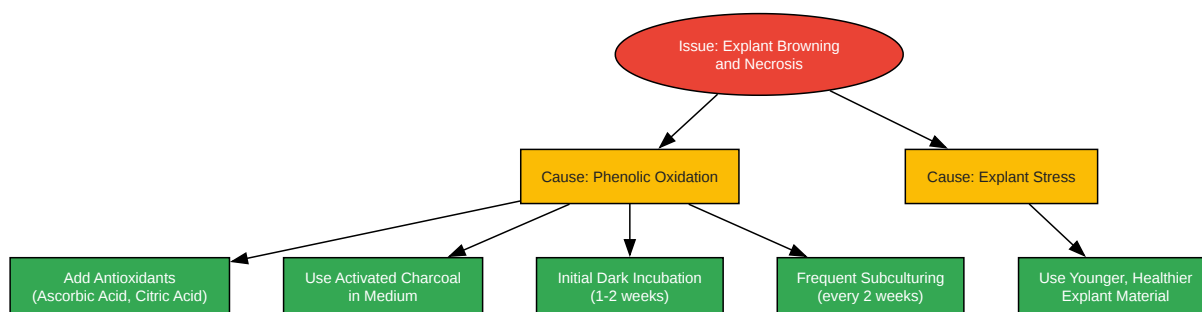 Issue: Explant Browning
and Necrosis
Cause: Phenolic Oxidation
Cause: Explant Stress
Add Antioxidants
(Ascorbic Acid, Citric Acid)
Use Activated Charcoal
in Medium
Initial Dark Incubation
(1-2 weeks)
Frequent Subculturing
(every 2 weeks)
Use Younger, Healthier
Explant Material